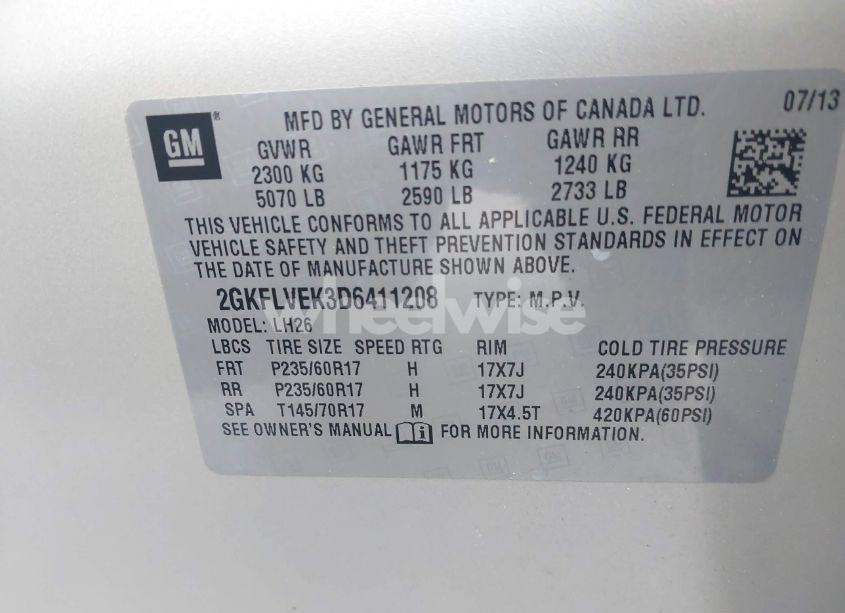 GM®
MFD BY GENERAL MOTORS OF CANADA LTD. 07/13
GVWR GAWR FRT GAWR RR
2300 KG 1175 KG 1240 KG
5070 LB 2590 LB 2733 LB
THIS VEHICLE CONFORMS TO ALL APPLICABLE U.S. FEDERAL MOTOR
VEHICLE SAFETY AND THEFT PREVENTION STANDARDS IN EFFECT ON
THE DATE OF MANUFACTURE SHOWN ABOVE.
2GKFLVEK3D6411208 TYPE: M.P.V.
wheelwise
MODEL: LH26
LBCS TIRE SIZE SPEED RTG RIM COLD TIRE PRESSURE
FRT P235/60R17 H 17X7J 240KPA(35PSI)
RR P235/60R17 H 17X7J 240KPA(35PSI)
SPA T145/70R17 M 17X4.5T 420KPA(60PSI)
SEE OWNER'S MANUAL i FOR MORE INFORMATION.